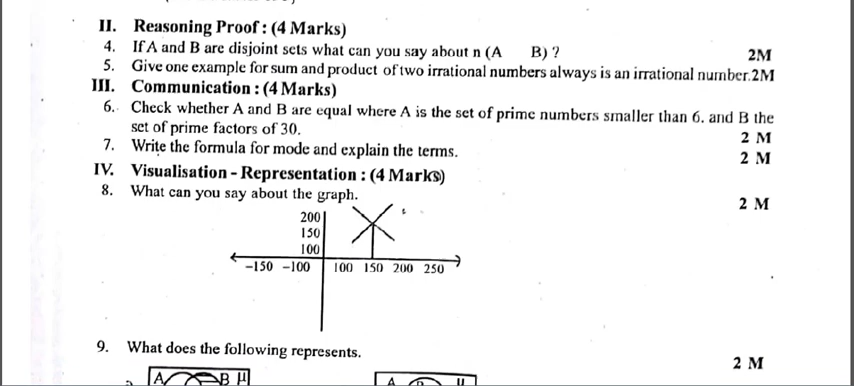 II. Reasoning Proof : (4 Marks)
4. If A and B are disjoint sets what can you say about n (A B) ? 2M
5. Give one example for sum and product of two irrational numbers always is an irrational number. 2M
III. Communication : (4 Marks)
6. Check whether A and B are equal where A is the set of prime numbers smaller than 6. and B the
set of prime factors of 30. 2 M
7. Write the formula for mode and explain the terms. 2 M
IV. Visualisation - Representation : (4 Marks)
8. What can you say about the graph. 2 M
200
150
100
-150 -100 100 150 200 250
9. What does the following represents. 2 M
A B μ A μ